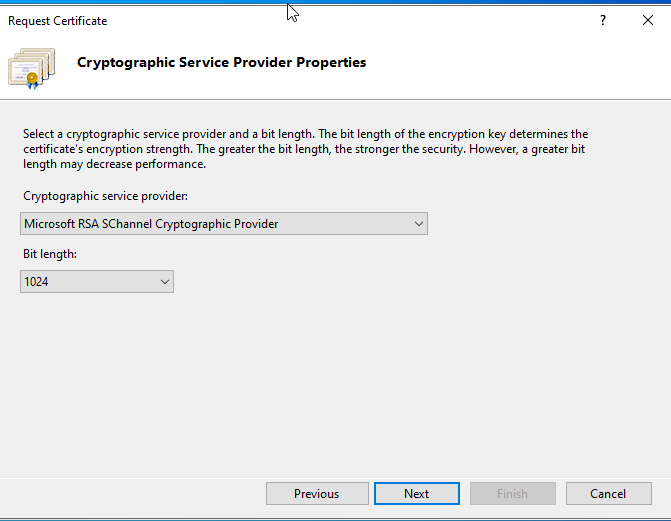 Request Certificate
?
Cryptographic Service Provider Properties
Select a cryptographic service provider and a bit length. The bit length of the encryption key determines the
certificate's encryption strength. The greater the bit length, the stronger the security. However, a greater bit
length may decrease performance.
Cryptographic service provider:
Microsoft RSA SChannel Cryptographic Provider
Bit length:
1024
Previous Next Finish Cancel